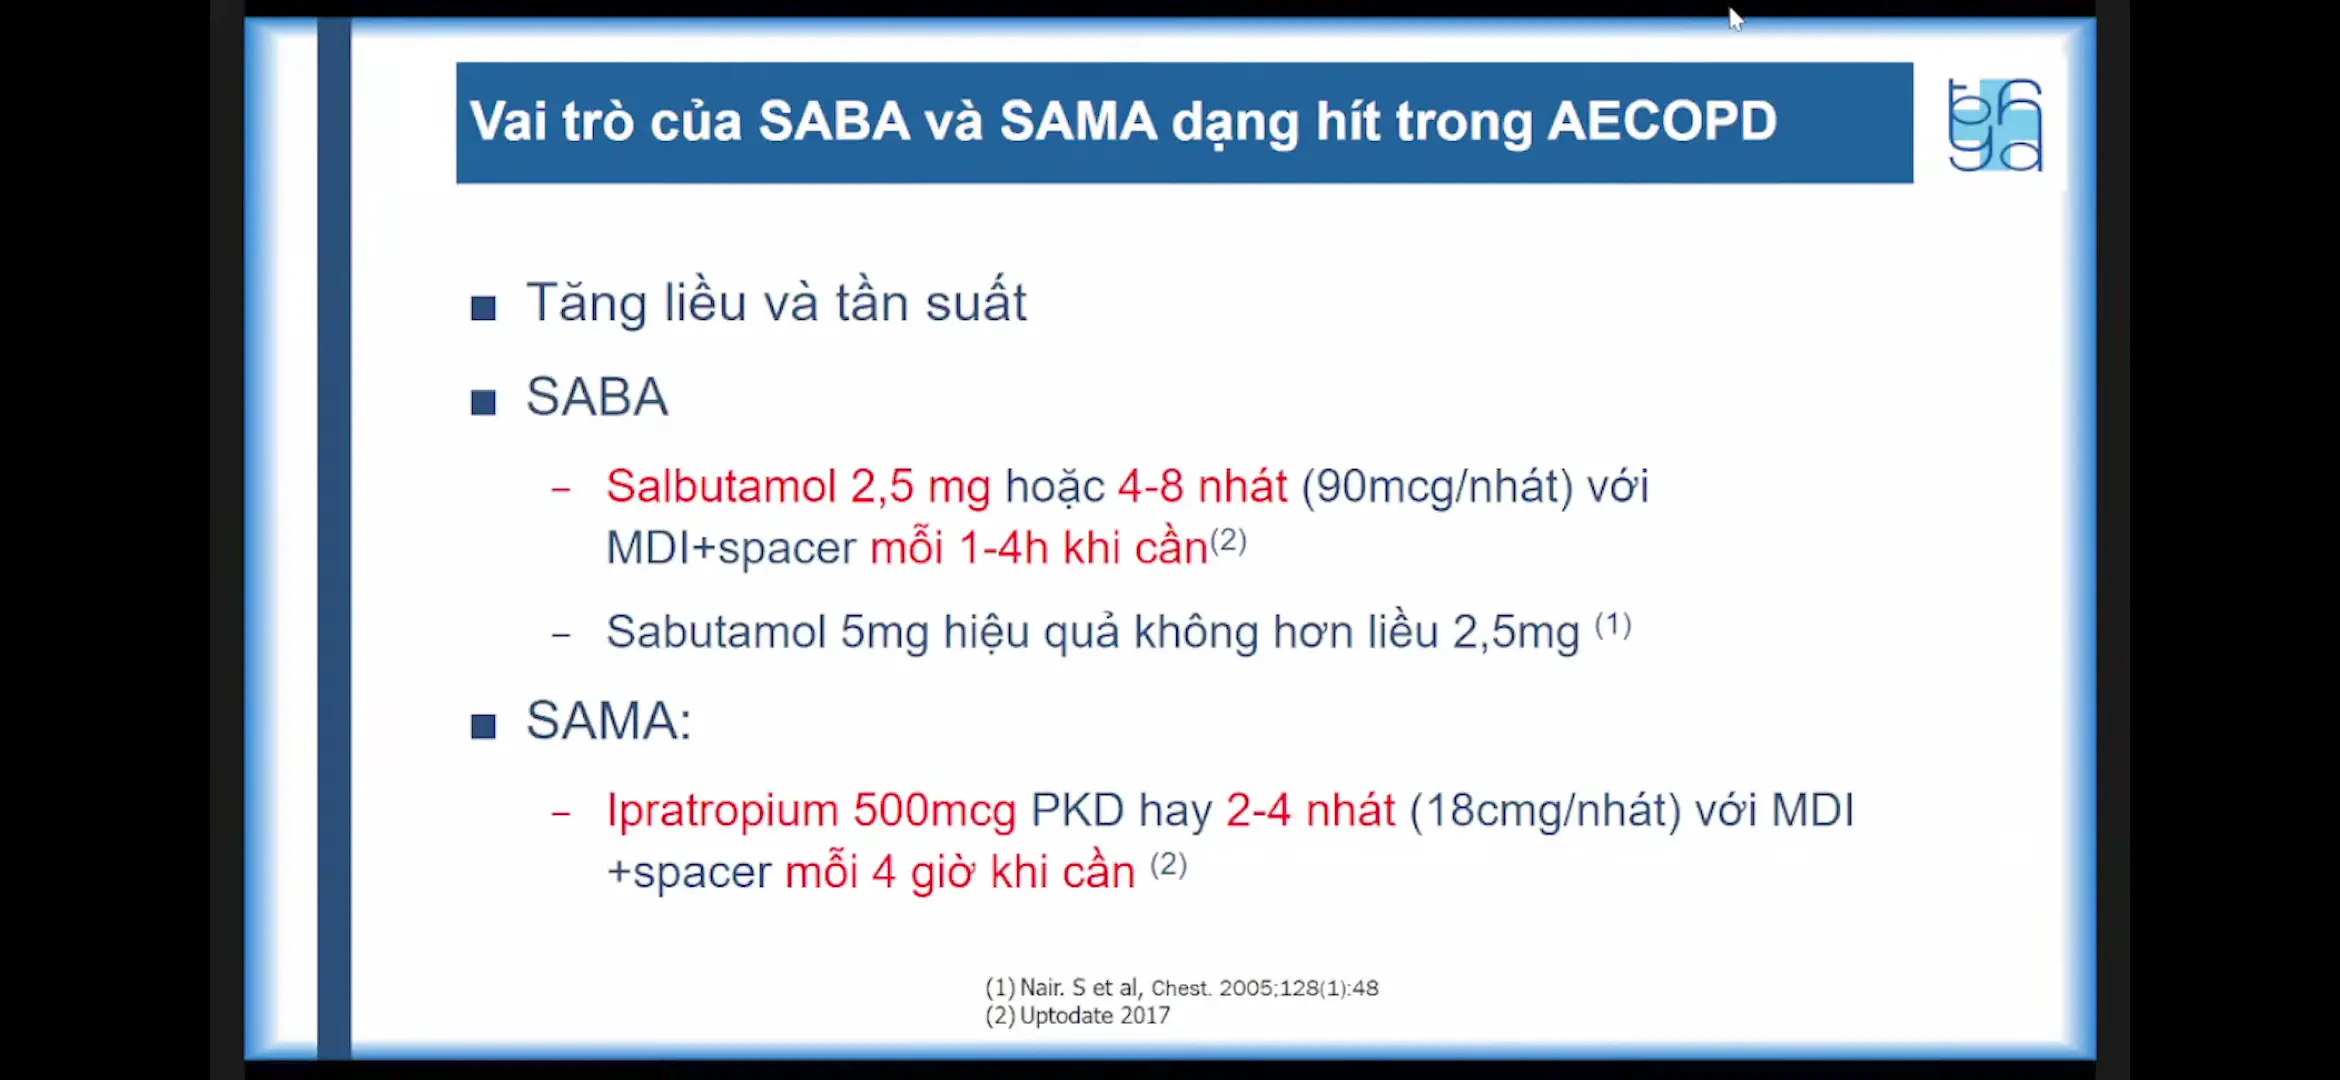 Vai trò của SABA và SAMA dạng hít trong AECOPD
■ Tăng liều và tần suất
■ SABA
– Salbutamol 2,5 mg hoặc 4-8 nhát (90mcg/nhát) với
MDI+spacer mỗi 1-4h khi cần(2)
– Sabutamol 5mg hiệu quả không hơn liều 2,5mg (1)
■ SAMA:
– Ipratropium 500mcg PKD hay 2-4 nhát (18cmg/nhát) với MDI
+spacer mỗi 4 giờ khi cần (2)
(1) Nair. S et al, Chest. 2005;128(1):48
(2) Uptodate 2017